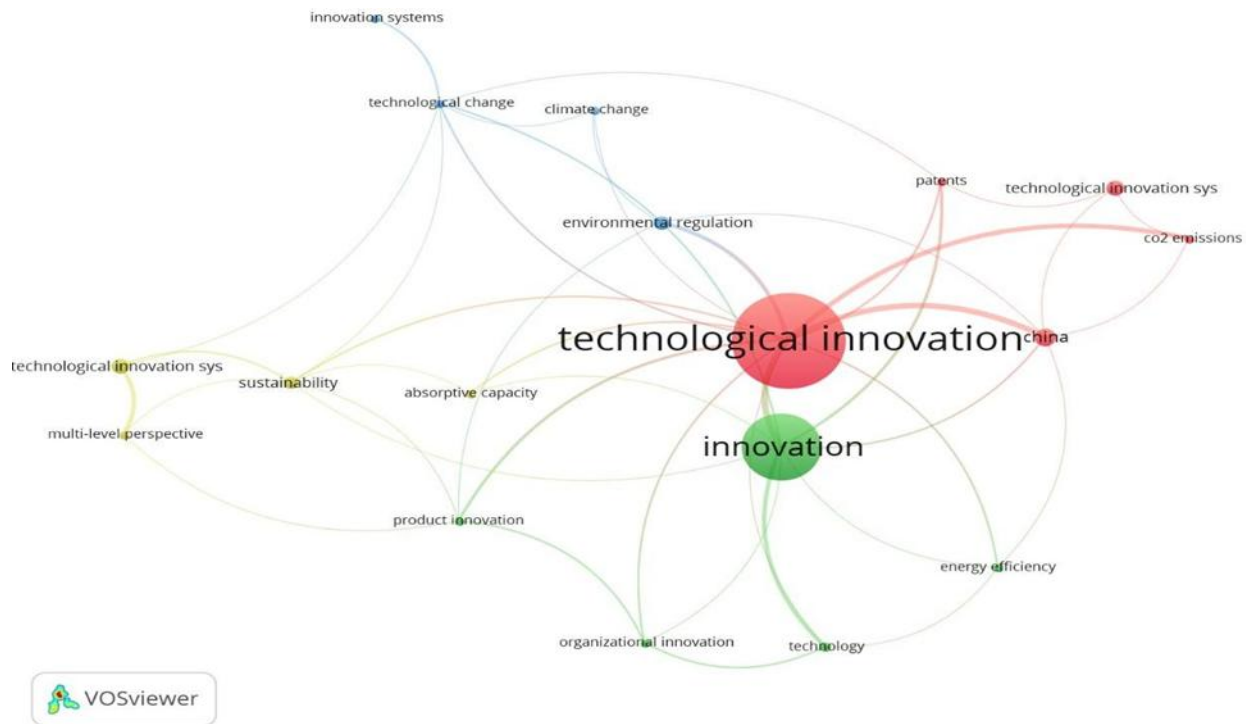 innovation systems
technological change
climate change
patents
technological innovation sys
environmental regulation
co2 emissions
technological innovation
china
technological innovation sys
sustainability
absorptive capacity
multi-level perspective
innovation
product innovation
energy efficiency
organizational innovation
technology
VOSviewer